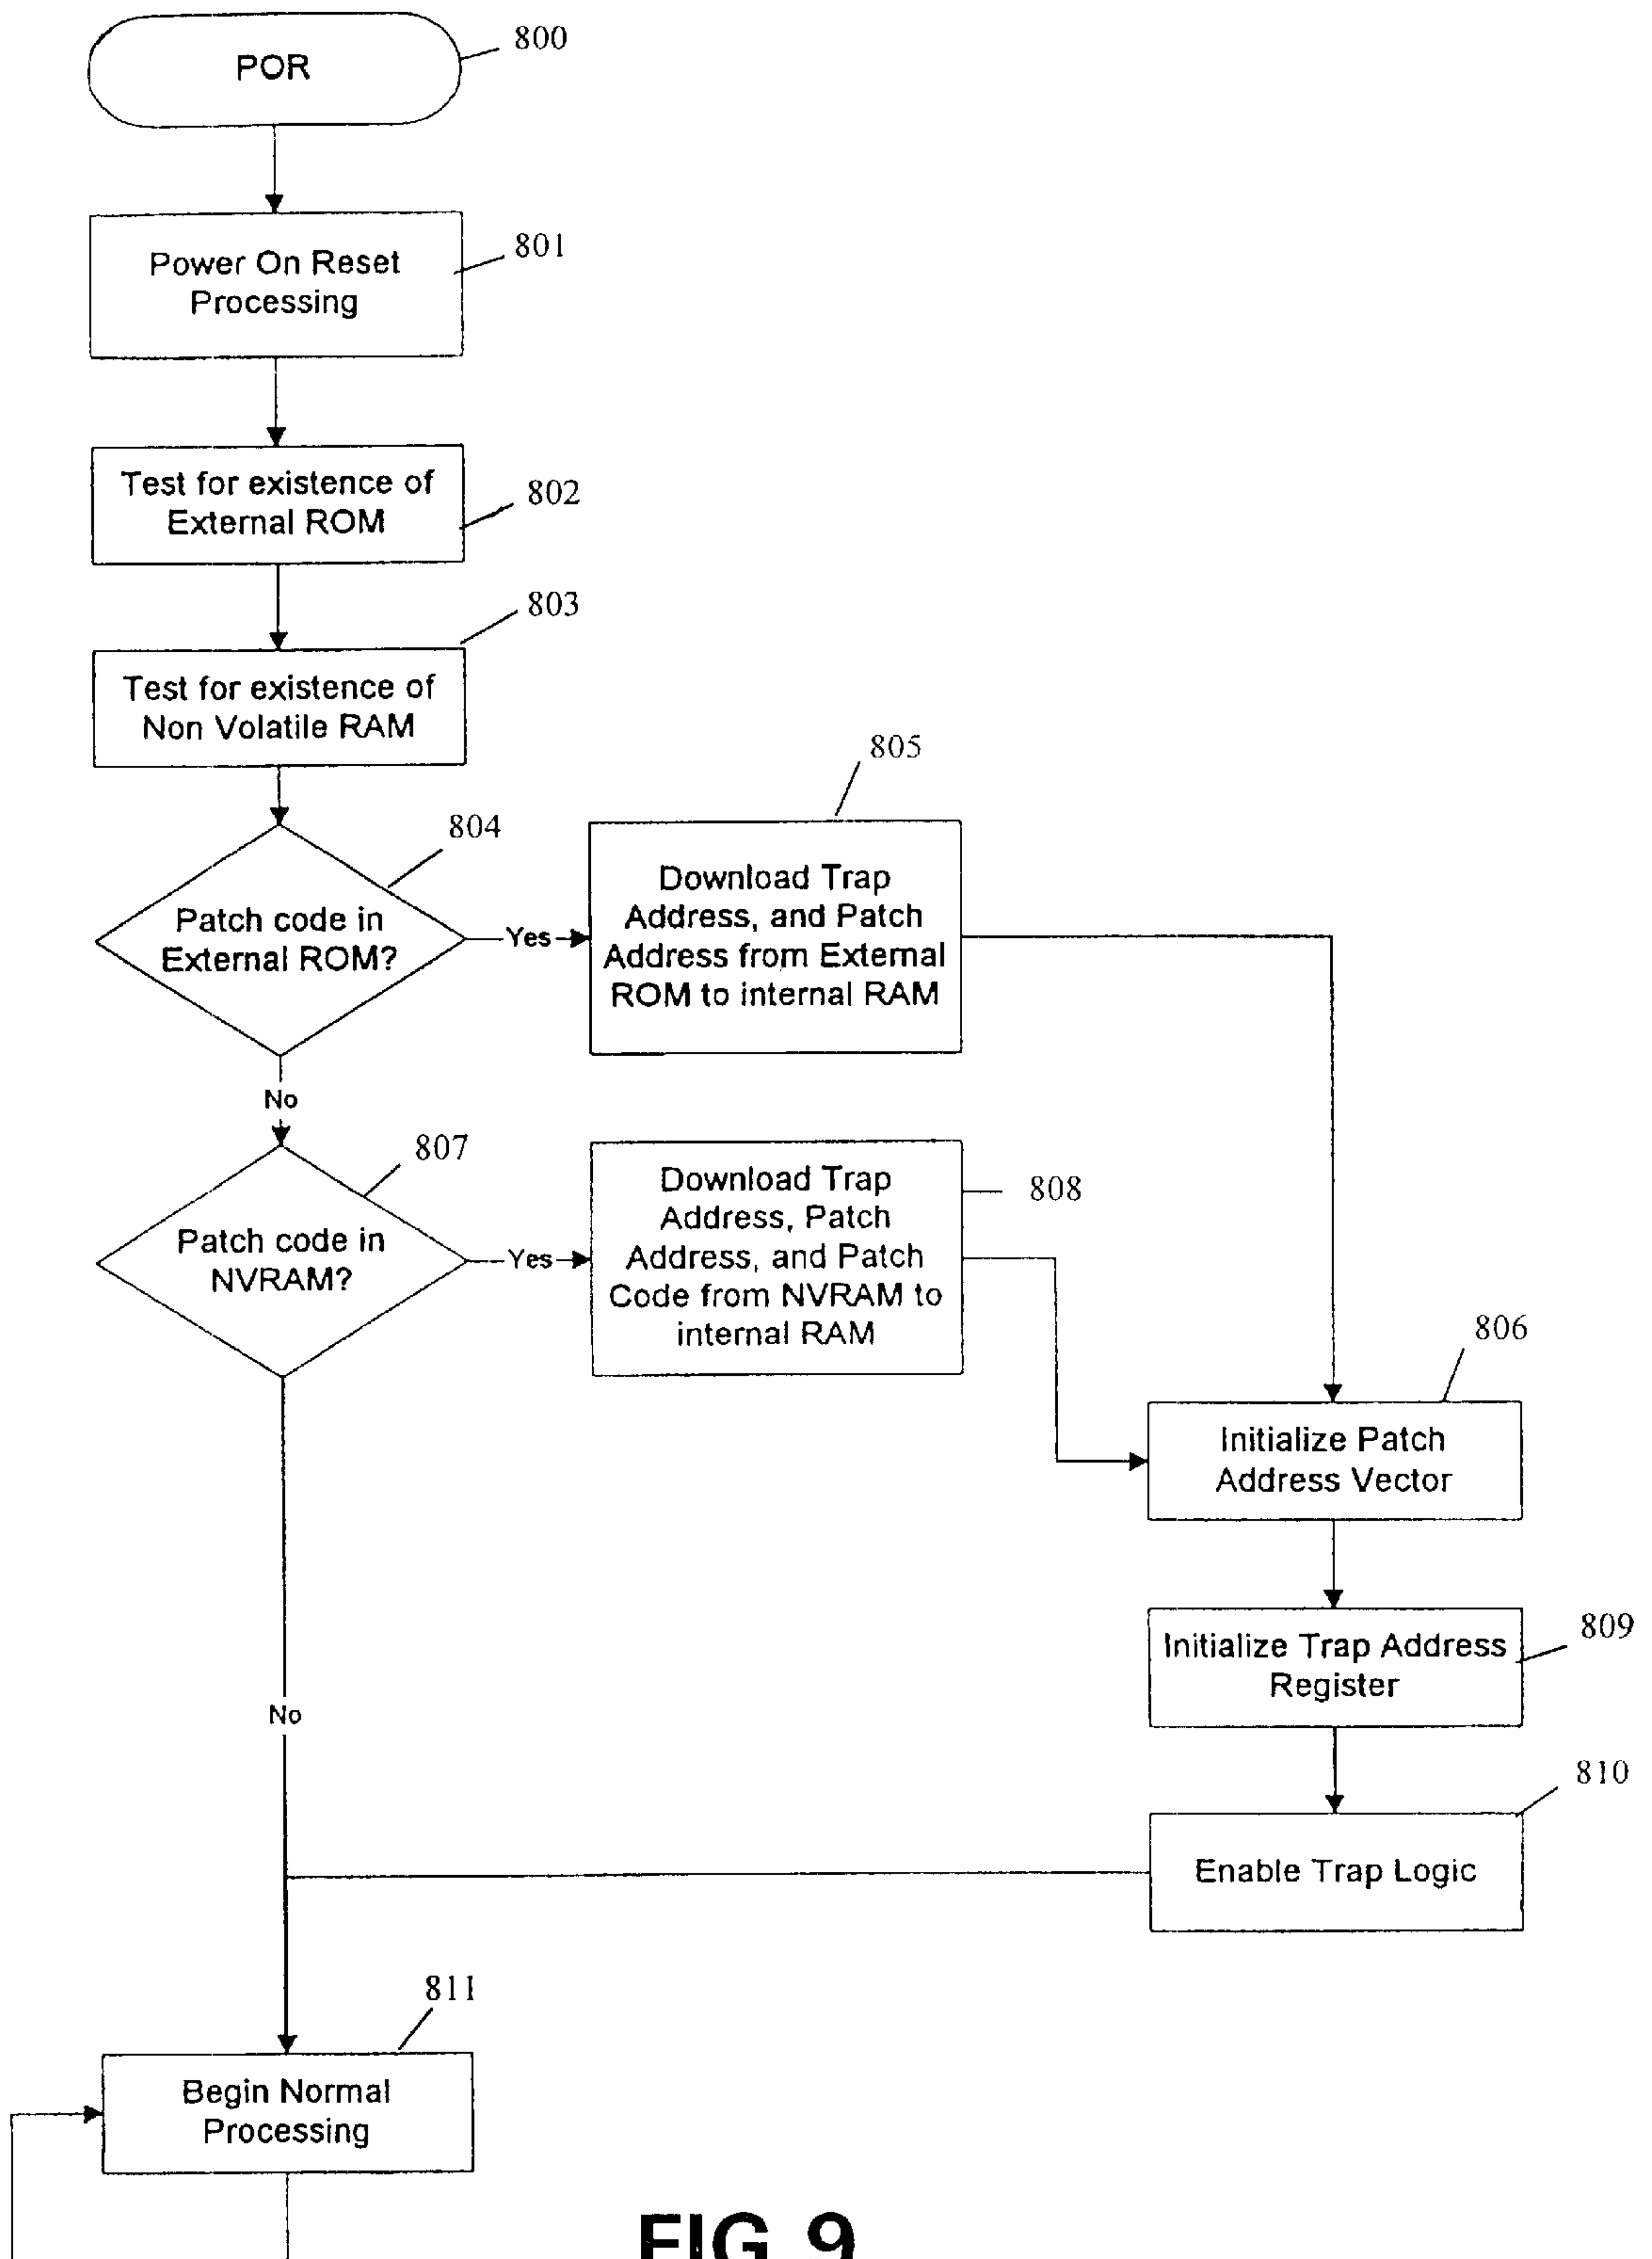 POR
800
Power On Reset
Processing
801
Test for existence of
External ROM
802
803
Test for existence of
Non Volatile RAM
804
Patch code in
External ROM?
Yes
805
Download Trap
Address, and Patch
Address from External
ROM to internal RAM
No
807
Patch code in
NVRAM?
Yes
Download Trap
Address, Patch
Address, and Patch
Code from NVRAM to
internal RAM
808
806
Initialize Patch
Address Vector
Initialize Trap Address
Register
809
No
810
Enable Trap Logic
811
Begin Normal
Processing
FIG 9